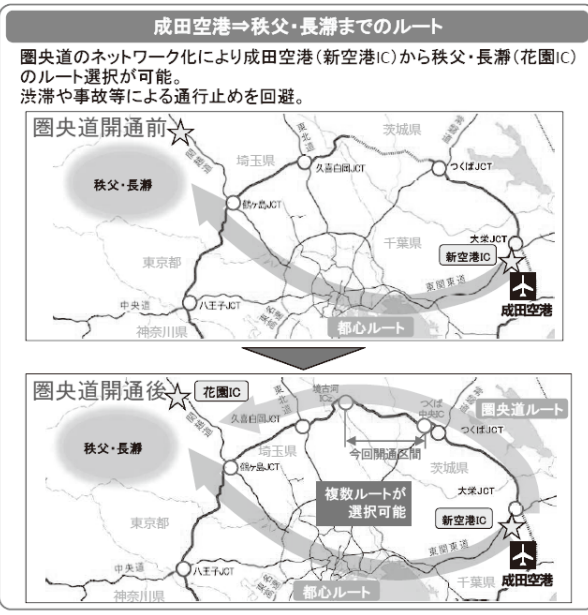 成田空港⇒秩父・長瀞までのルート
圏央道のネットワーク化により成田空港（新空港IC）から秩父・長瀞（花園IC）
のルート選択が可能。
渋滞や事故等による通行止めを回避。
圏央道開通前
関越道
秩父・長瀞
東北道
茨城県
常磐道
埼玉県
久喜白岡JCT
つくばJCT
鶴ヶ島JCT
千葉県
大栄JCT
新空港IC
東京都
東関東道
中央道
八王子JCT
東名高速
成田空港
神奈川県
都心ルート
圏央道開通後
花園IC
関越道
東北道
境古河IC
つくば中央IC
常磐道
圏央道ルート
久喜白岡JCT
つくばJCT
秩父・長瀞
埼玉県
今回開通区間
鶴ヶ島JCT
茨城県
複数ルートが
選択可能
大栄JCT
東京都
新空港IC
東関東道
中央道
八王子JCT
東名高速
千葉県
成田空港
神奈川県
都心ルート